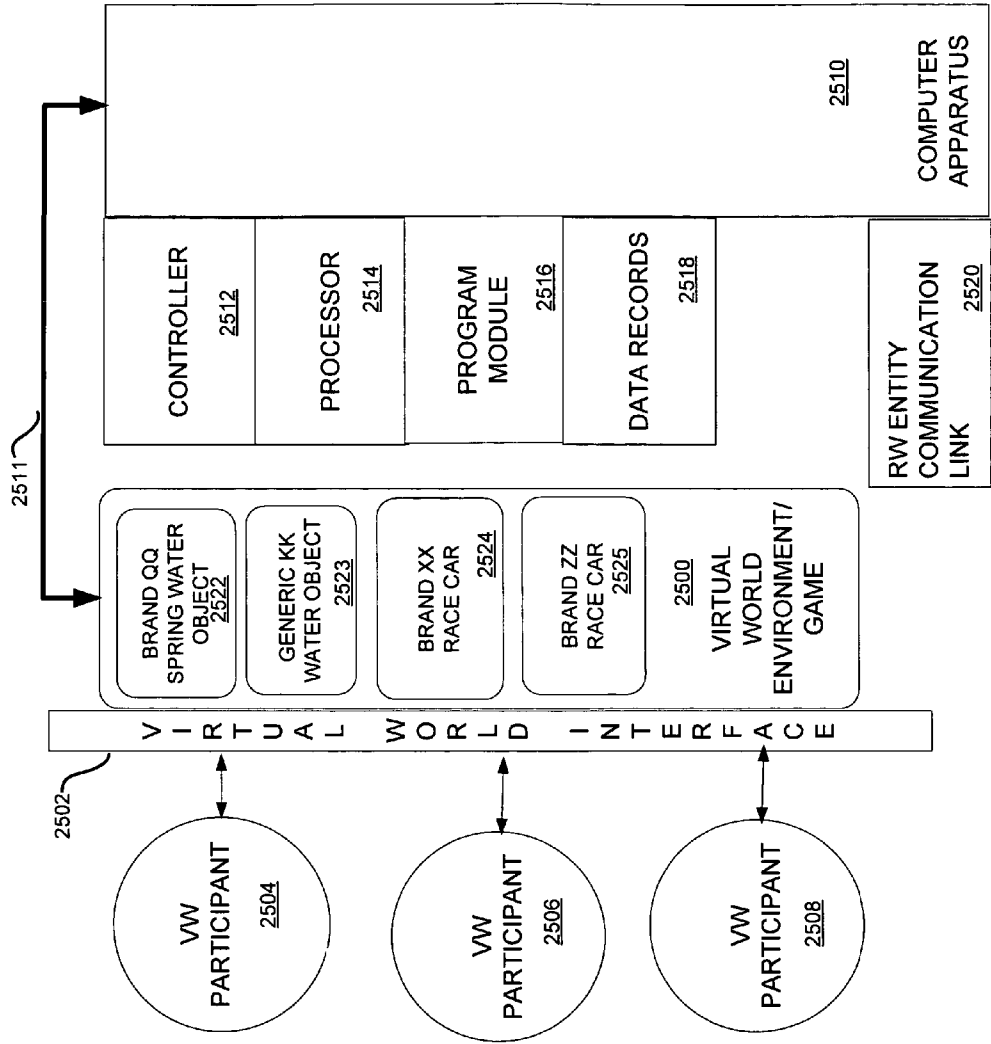 VW
PARTICIPANT
2508
VW
PARTICIPANT
2506
VW
PARTICIPANT
2504
2502
VIRTUAL WORLD INTERFACE
VIRTUAL
WORLD
ENVIRONMENT/
GAME
2500
BRAND ZZ
RACE CAR
2525
BRAND XX
RACE CAR
2524
GENERIC KK
WATER OBJECT
2523
BRAND QQ
SPRING WATER
OBJECT
2522
2511
RW ENTITY
COMMUNICATION
LINK
2520
DATA RECORDS
2518
PROGRAM
MODULE
2516
PROCESSOR
2514
CONTROLLER
2512
COMPUTER
APPARATUS
2510